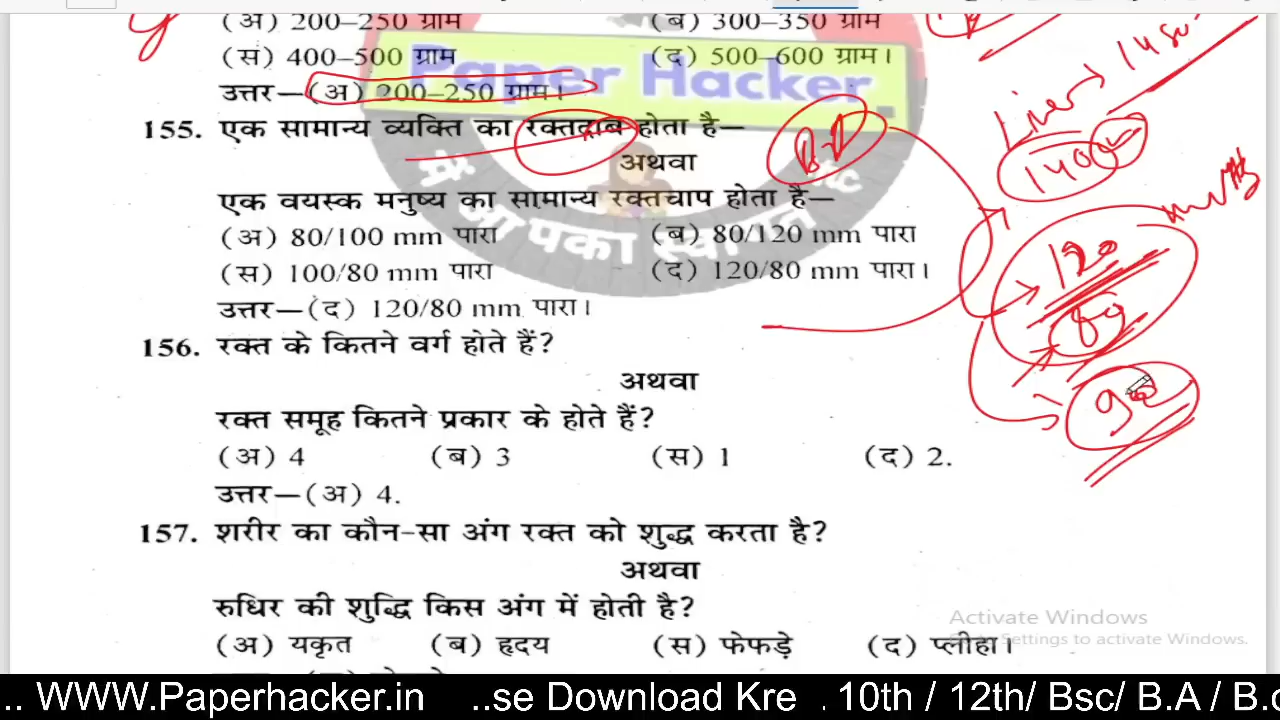 (अ) 200–250 ग्राम (ब) 300–350 ग्राम
(स) 400–500 ग्राम (द) 500–600 ग्राम।
उत्तर—(अ) 200–250 ग्राम।
Paper Hacker
155. एक सामान्य व्यक्ति का रक्तदाब होता है—
अथवा
एक वयस्क मनुष्य का सामान्य रक्तचाप होता है—
(अ) 80/100 mm पारा (ब) 80/120 mm पारा
(स) 100/80 mm पारा (द) 120/80 mm पारा।
में आपका स्वागत
उत्तर—(द) 120/80 mm पारा।
156. रक्त के कितने वर्ग होते हैं?
अथवा
रक्त समूह कितने प्रकार के होते हैं?
(अ) 4 (ब) 3 (स) 1 (द) 2.
उत्तर—(अ) 4.
157. शरीर का कौन-सा अंग रक्त को शुद्ध करता है?
अथवा
रुधिर की शुद्धि किस अंग में होती है?
(अ) यकृत (ब) हृदय (स) फेफड़े (द) प्लीहा।
Liver
B.P
120
80
Activate Windows
Settings to activate Windows.
.. WWW.Paperhacker.in ..se Download Kre . 10th / 12th/ Bsc/ B.A / B.c